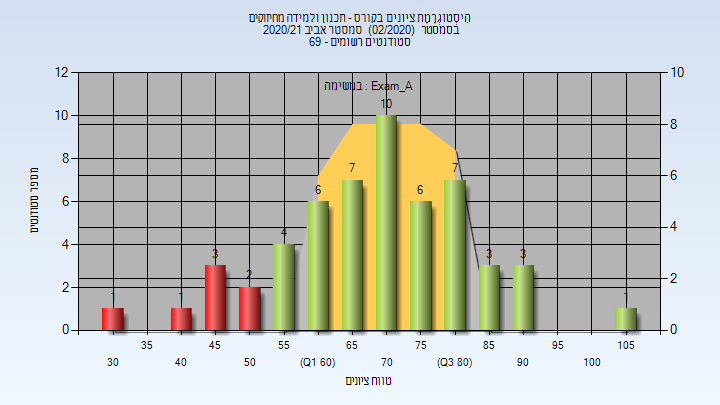 היסטוגרמת ציונים בקורס - תכנון ולמידה מחיזוקים
בסמסטר (02/2020) סמסטר אביב 2020/21
סטודנטים רשומים - 69
במשימה : Exam_A
מספר סטודנטים
12 10 8 6 4 2 0
10 8 6 4 2 0
1 1 3 2 4 6 7 10 6 7 3 3 1
35 45 55 65 75 85 95 105
30 40 50 (Q1 60) 70 (Q3 80) 90 100
טווח ציונים